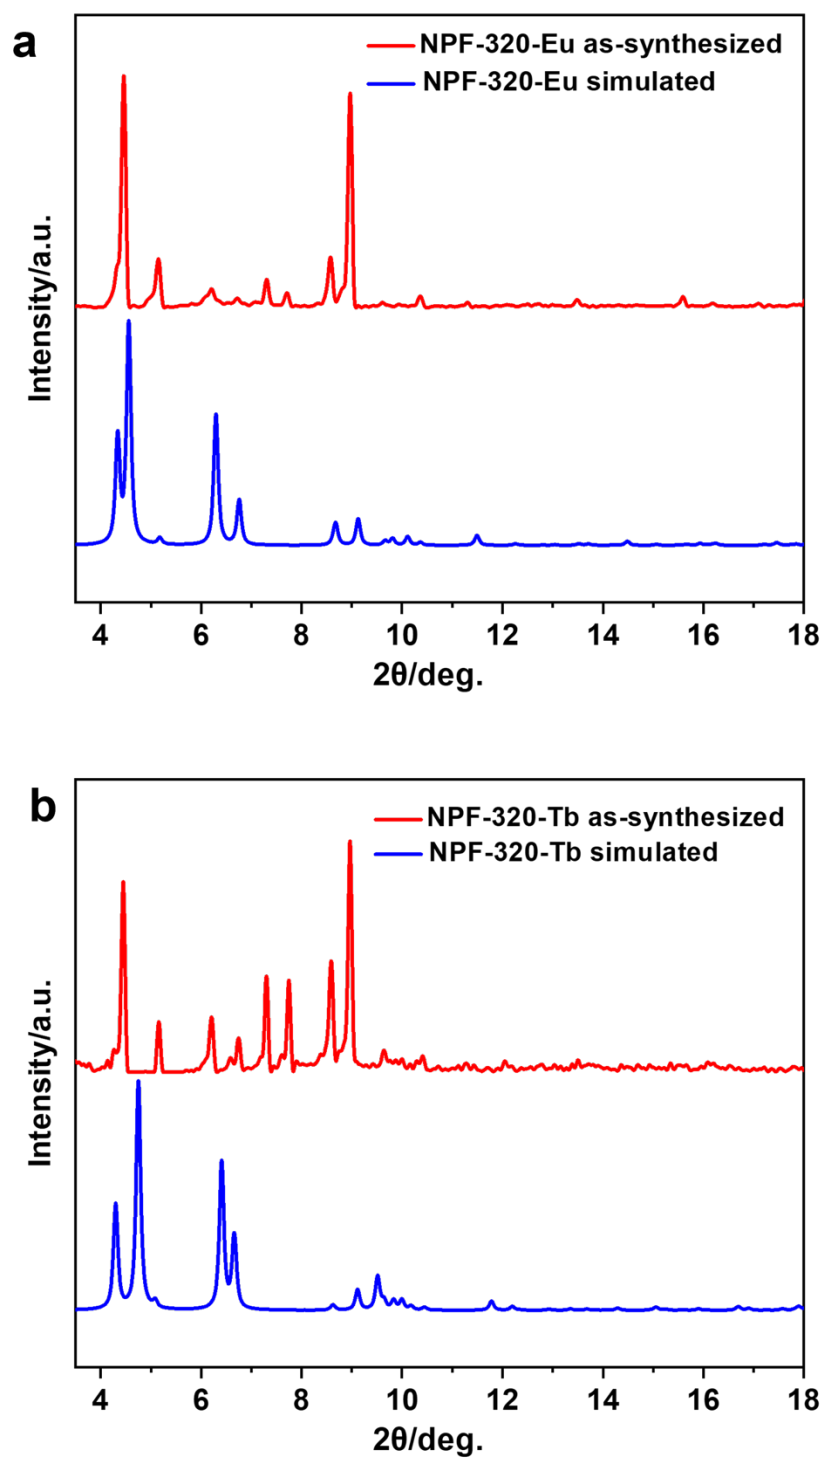 a
NPF-320-Eu as-synthesized
NPF-320-Eu simulated
Intensity/a.u.
4 6 8 10 12 14 16 18
2θ/deg.
b
NPF-320-Tb as-synthesized
NPF-320-Tb simulated
Intensity/a.u.
4 6 8 10 12 14 16 18
2θ/deg.